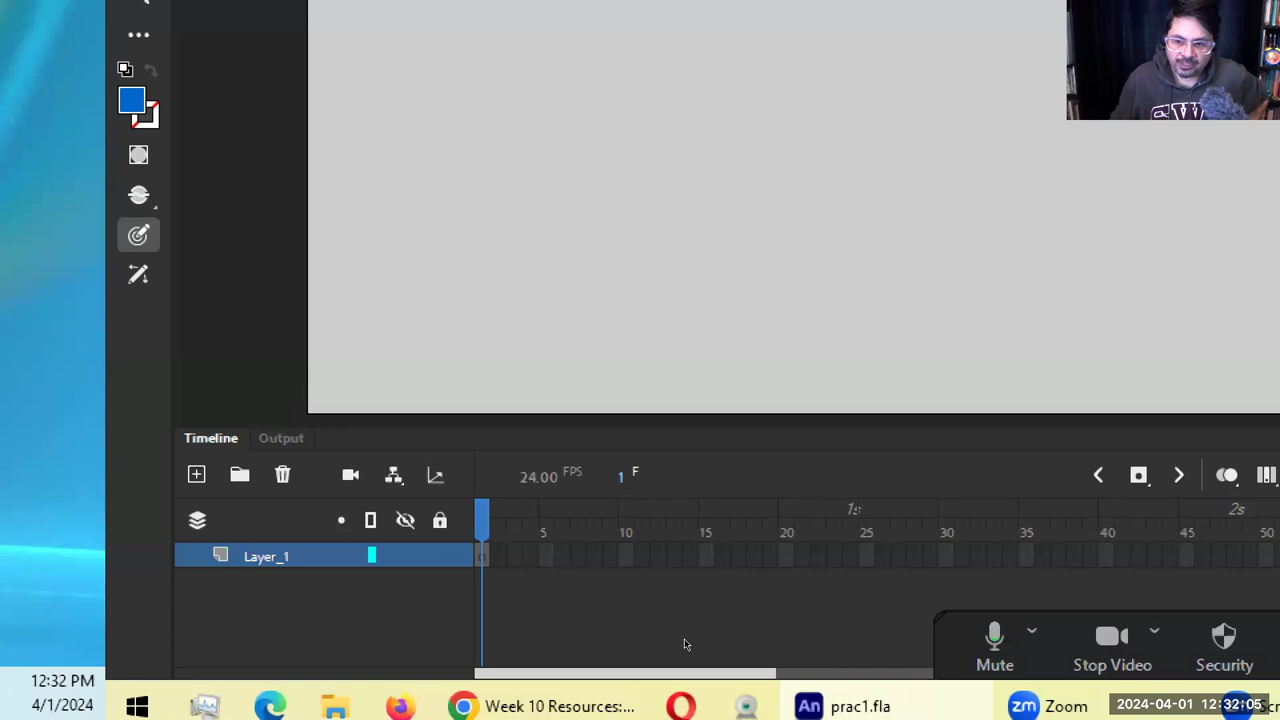 SW
Timeline
Output
24.00 FPS
1 F
1s
2s
5
10
15
20
25
30
35
40
45
50
Layer_1
Mute
Stop Video
Security
12:32 PM
4/1/2024
Week 10 Resources:...
An
prac1.fla
zm
Zoom
2024-04-01 12:32:05